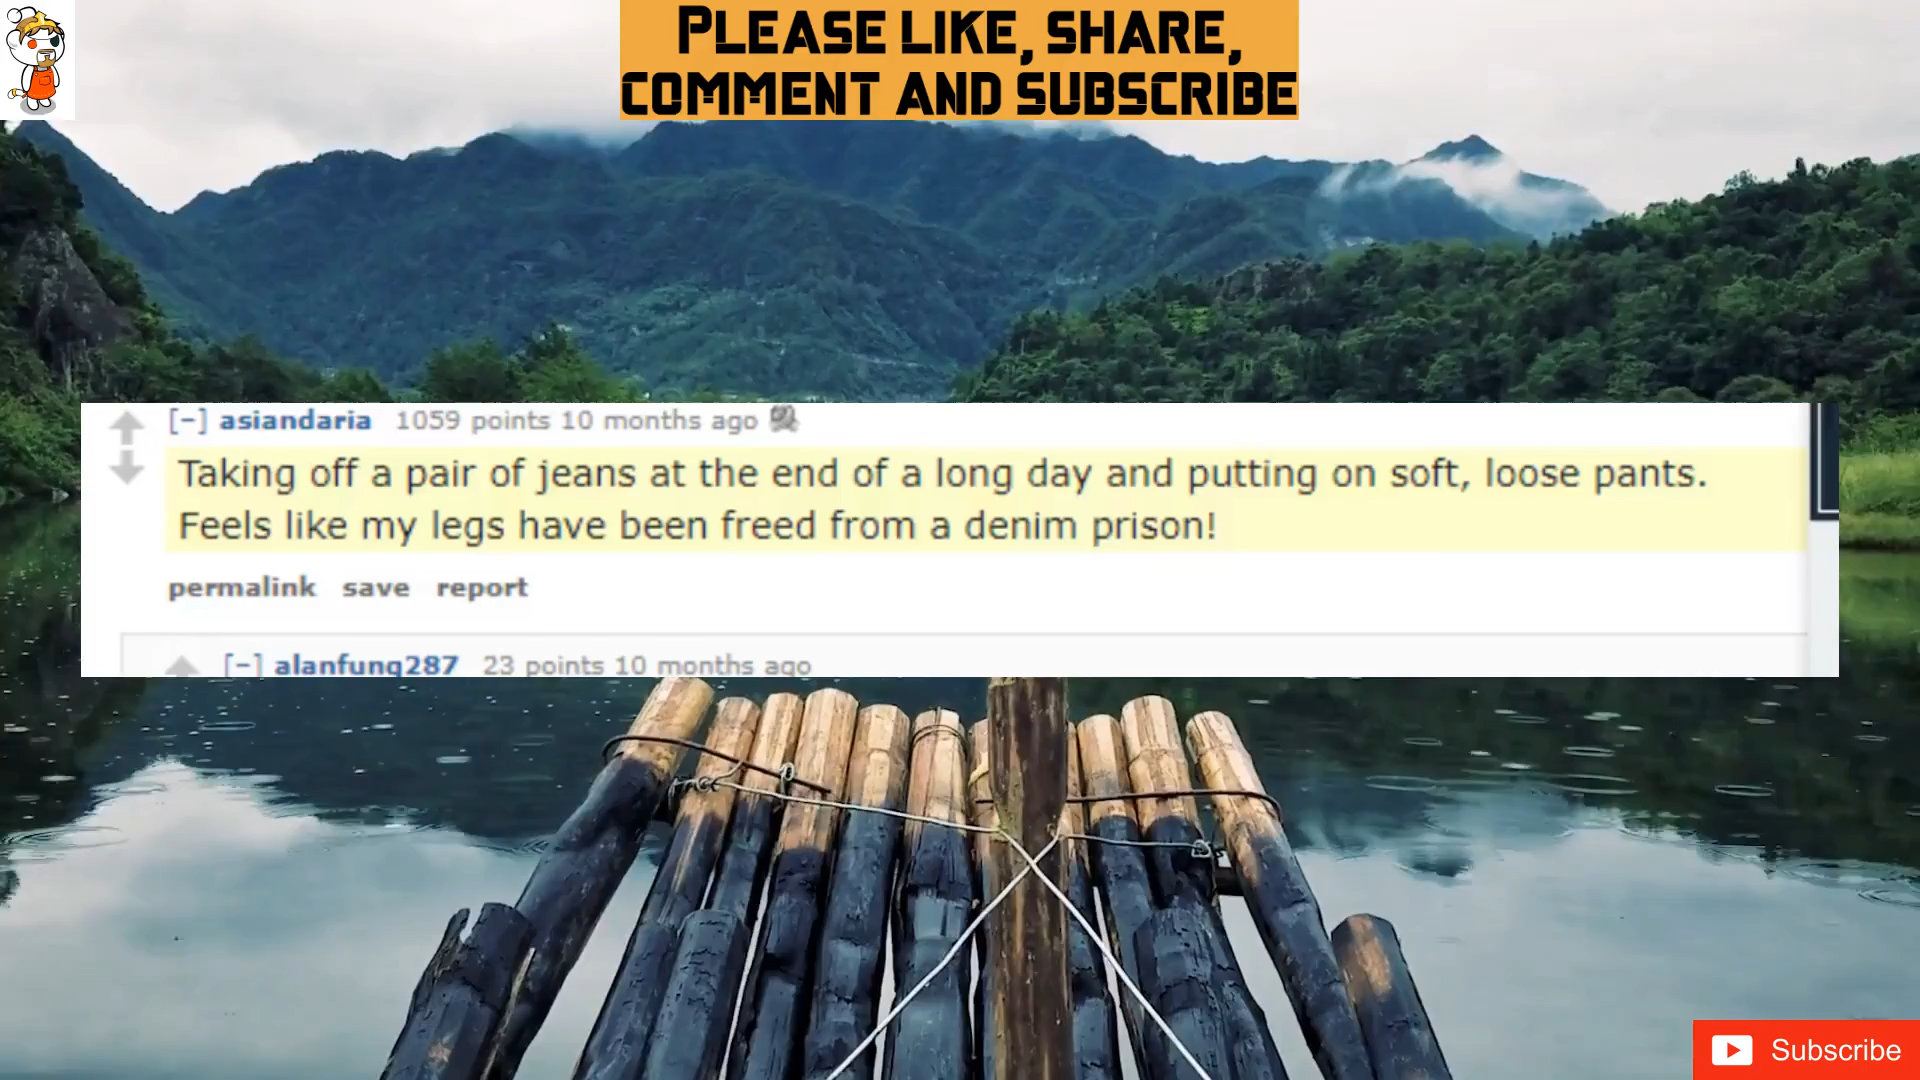 PLEASE LIKE, SHARE,
COMMENT AND SUBSCRIBE
[-] asiandaria 1059 points 10 months ago
Taking off a pair of jeans at the end of a long day and putting on soft, loose pants.
Feels like my legs have been freed from a denim prison!
permalink save report
[-] alanfung287 23 points 10 months ago
Subscribe